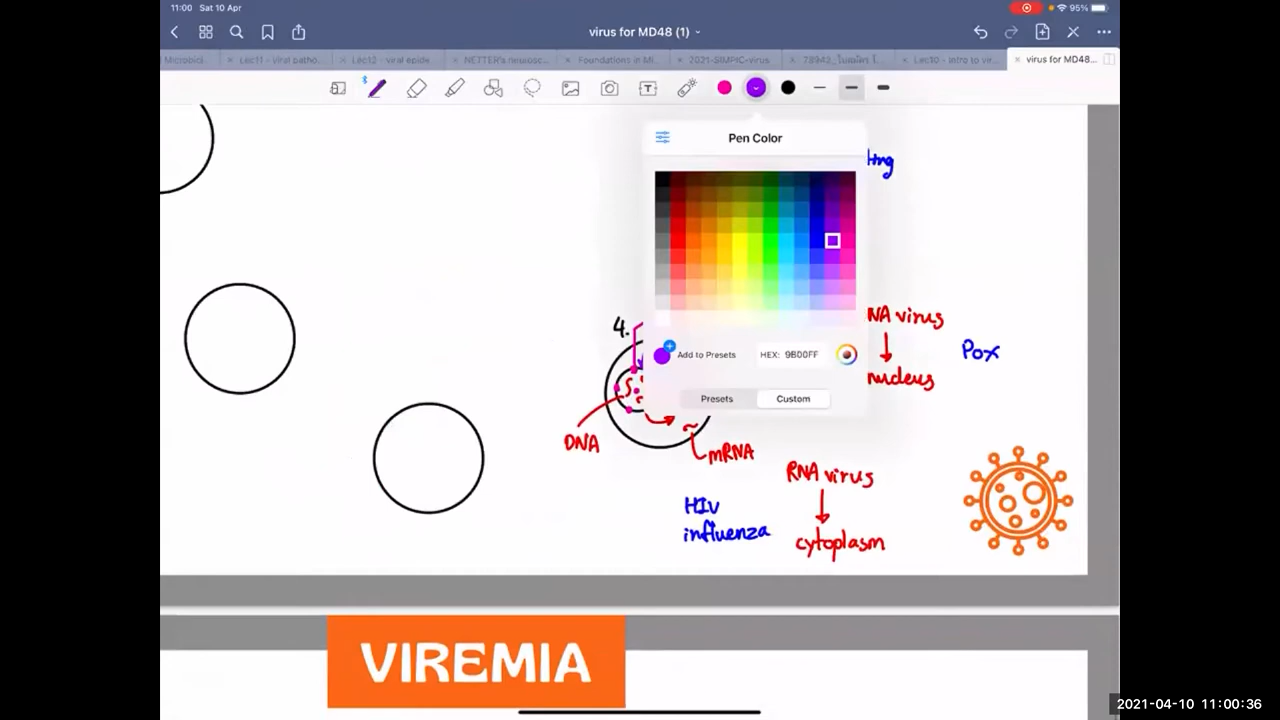 11:00 Sat 10 Apr
95%
virus for MD48 (1)
Lec11 - viral patho...
Lec12 viral epide...
NETTER's neurosc...
Foundations in Mi...
2021-SIMPIC-virus
Lec10 - Intro to ve...
virus for MD48...
Pen Color
HEX: 9B00FF
Add to Presets
Presets
Custom
4.
NA virus
nucleus
Pox
DNA
mRNA
RNA virus
cytoplasm
HIV
influenza
VIREMIA
2021-04-10 11:00:36